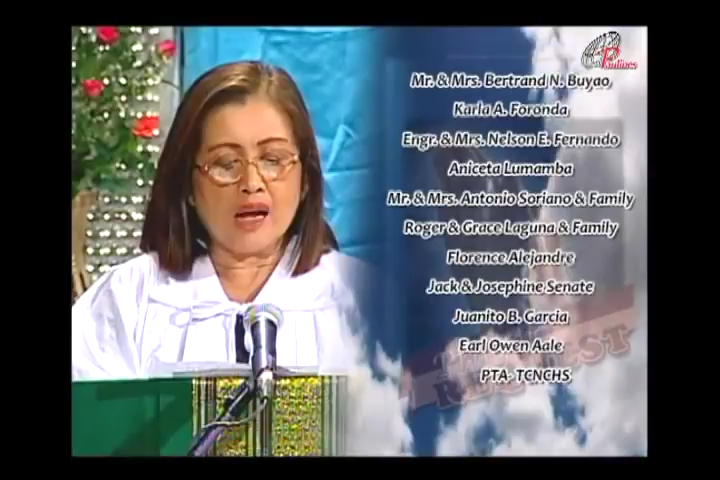 Paulines
Mr. & Mrs. Bertrand N. Buyao
Karla A. Foronda
Engr. & Mrs. Nelson E. Fernando
Aniceta Lumamba
Mr. & Mrs. Antonio Soriano & Family
Roger & Grace Laguna & Family
Florence Alejandre
Jack & Josephine Senate
Juanito B. Garcia
Earl Owen Aale
PTA- TCNCHS